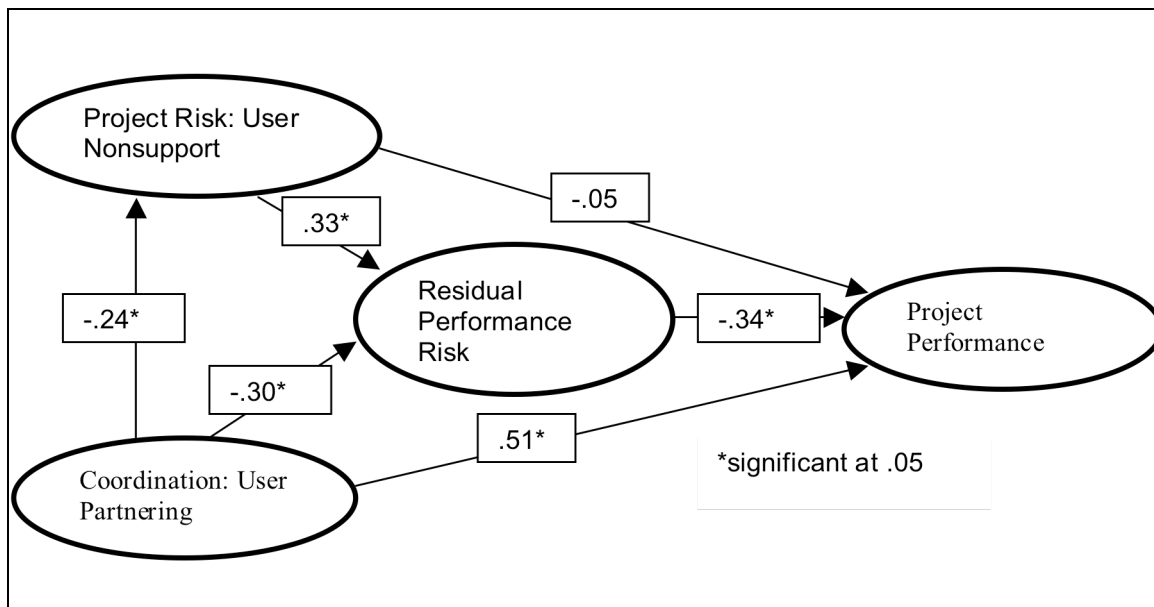 Project Risk: User
Nonsupport
-.05
.33*
Residual
Performance
Risk
-.24*
-.34*
Project
Performance
-.30*
.51*
*significant at .05
Coordination: User
Partnering